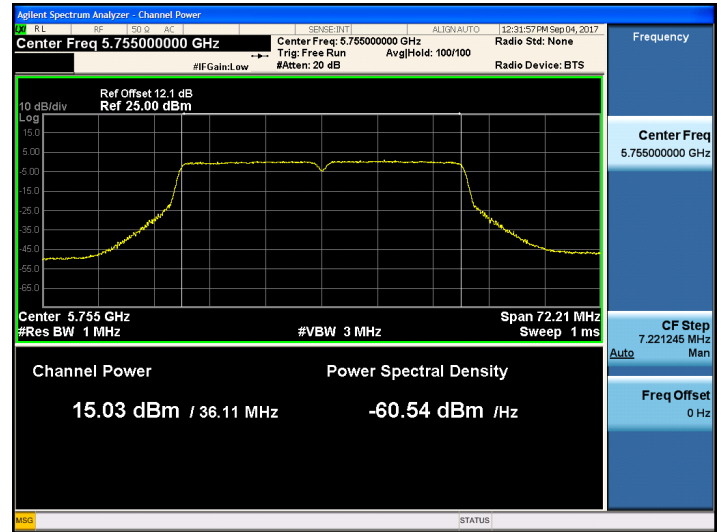 Agilent Spectrum Analyzer - Channel Power
LXI RL RF 50 Ω AC SENSE:INT ALIGN AUTO 12:31:57 PM Sep 04, 2017
Center Freq 5.755000000 GHz
Center Freq: 5.755000000 GHz Radio Std: None
Trig: Free Run Avg|Hold: 100/100
#IFGain:Low #Atten: 20 dB Radio Device: BTS
Frequency
Ref Offset 12.1 dB
10 dB/div Ref 25.00 dBm
Log
15.0
5.00
-5.00
-15.0
-25.0
-35.0
-45.0
-55.0
-65.0
Center 5.755 GHz Span 72.21 MHz
#Res BW 1 MHz #VBW 3 MHz Sweep 1 ms
Channel Power Power Spectral Density
15.03 dBm / 36.11 MHz -60.54 dBm /Hz
Center Freq
5.755000000 GHz
CF Step
7.221245 MHz
Auto Man
Freq Offset
0 Hz
MSG STATUS